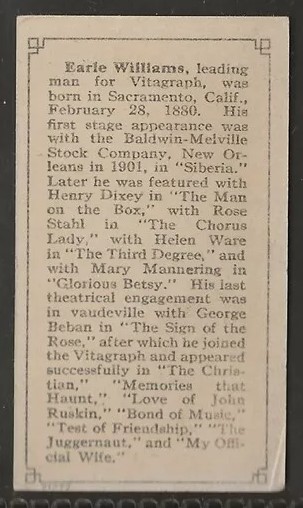 Earle Williams, leading
man for Vitagraph, was
born in Sacramento, Calif.,
February 28, 1880. His
first stage appearance was
with the Baldwin-Melville
Stock Company, New Or-
leans in 1901, in "Siberia."
Later he was featured with
Henry Dixey in "The Man
on the Box," with Rose
Stahl in "The Chorus
Lady," with Helen Ware
in "The Third Degree," and
with Mary Mannering in
"Glorious Betsy." His last
theatrical engagement was
in vaudeville with George
Beban in "The Sign of the
Rose," after which he joined
the Vitagraph and appeared
successfully in "The Chris-
tian," "Memories that
Haunt," "Love of John
Ruskin," "Bond of Music,"
"Test of Friendship," "The
Juggernaut," and "My Offi-
cial Wife."